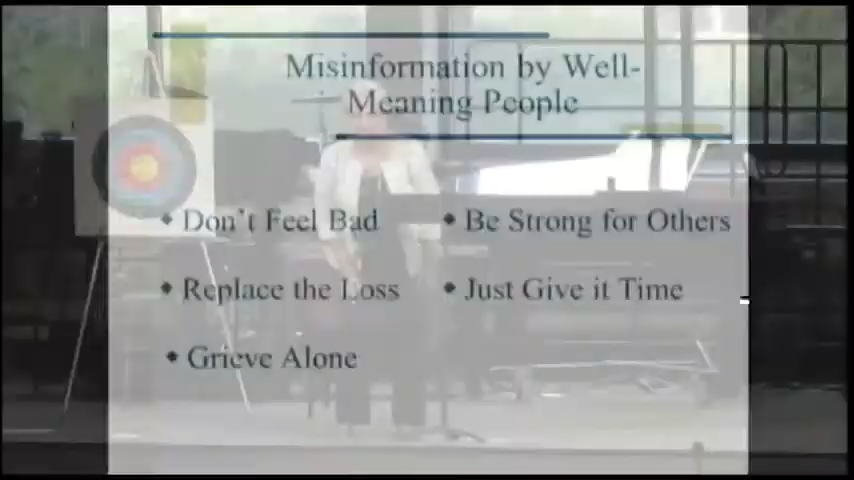 Misinformation by Well-
Meaning People
• Don't Feel Bad
• Replace the Loss
• Grieve Alone
• Be Strong for Others
• Just Give it Time